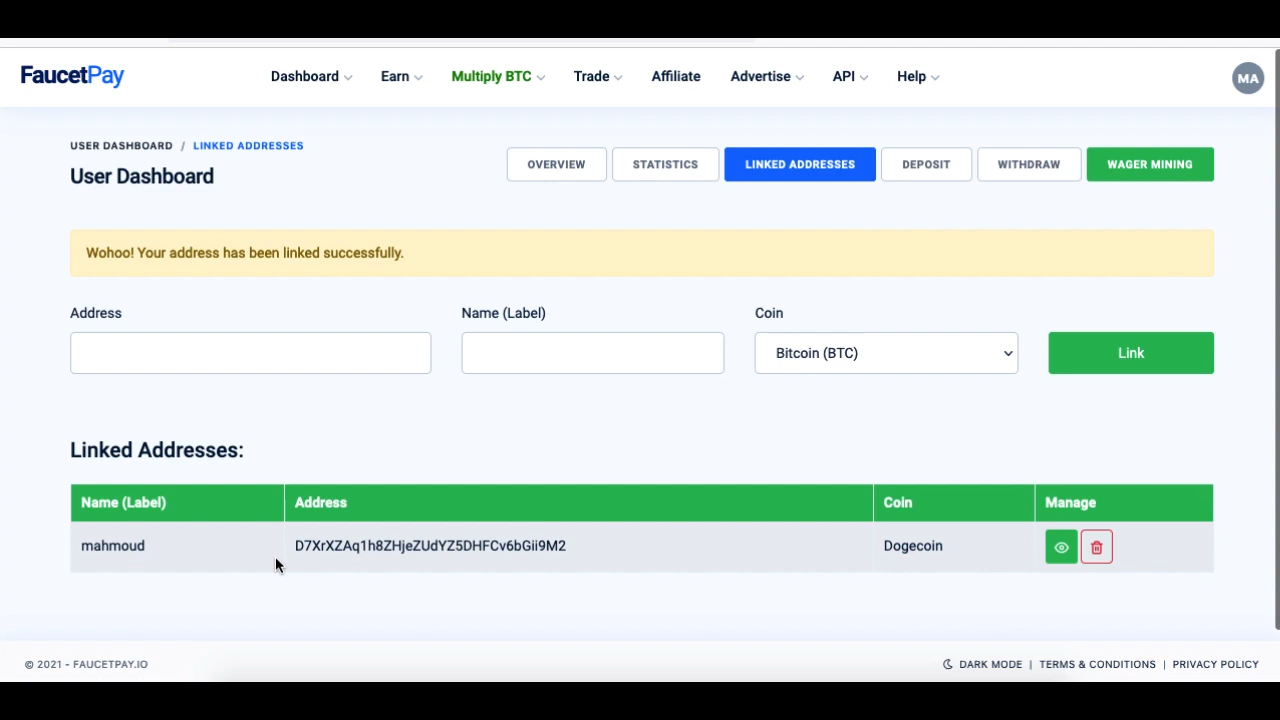 FaucetPay
Dashboard Earn Multiply BTC Trade Affiliate Advertise API Help
MA
USER DASHBOARD / LINKED ADDRESSES
User Dashboard
OVERVIEW STATISTICS LINKED ADDRESSES DEPOSIT WITHDRAW WAGER MINING
Wohoo! Your address has been linked successfully.
Address Name (Label) Coin
Bitcoin (BTC) Link
Linked Addresses:
Name (Label) Address Coin Manage
mahmoud D7XrXZAq1h8ZHjeZUdYZ5DHFCv6bGii9M2 Dogecoin
© 2021 - FAUCETPAY.IO DARK MODE | TERMS & CONDITIONS | PRIVACY POLICY